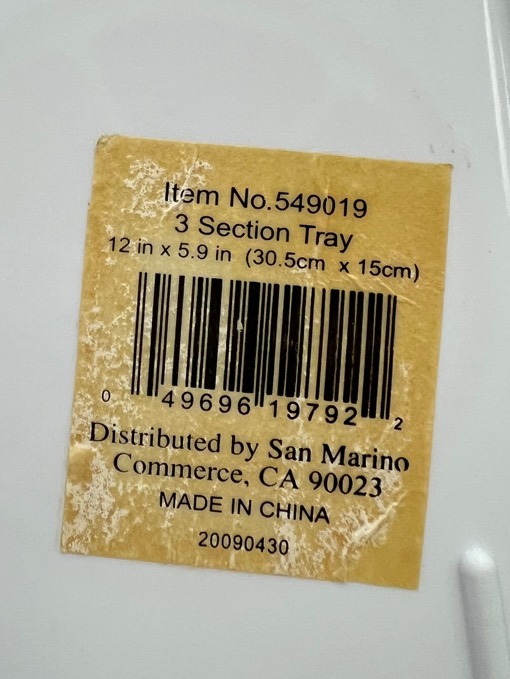 Item No.549019
3 Section Tray
12 in x 5.9 in (30.5cm x 15cm)
0 49696 19792 2
Distributed by San Marino
Commerce, CA 90023
MADE IN CHINA
20090430